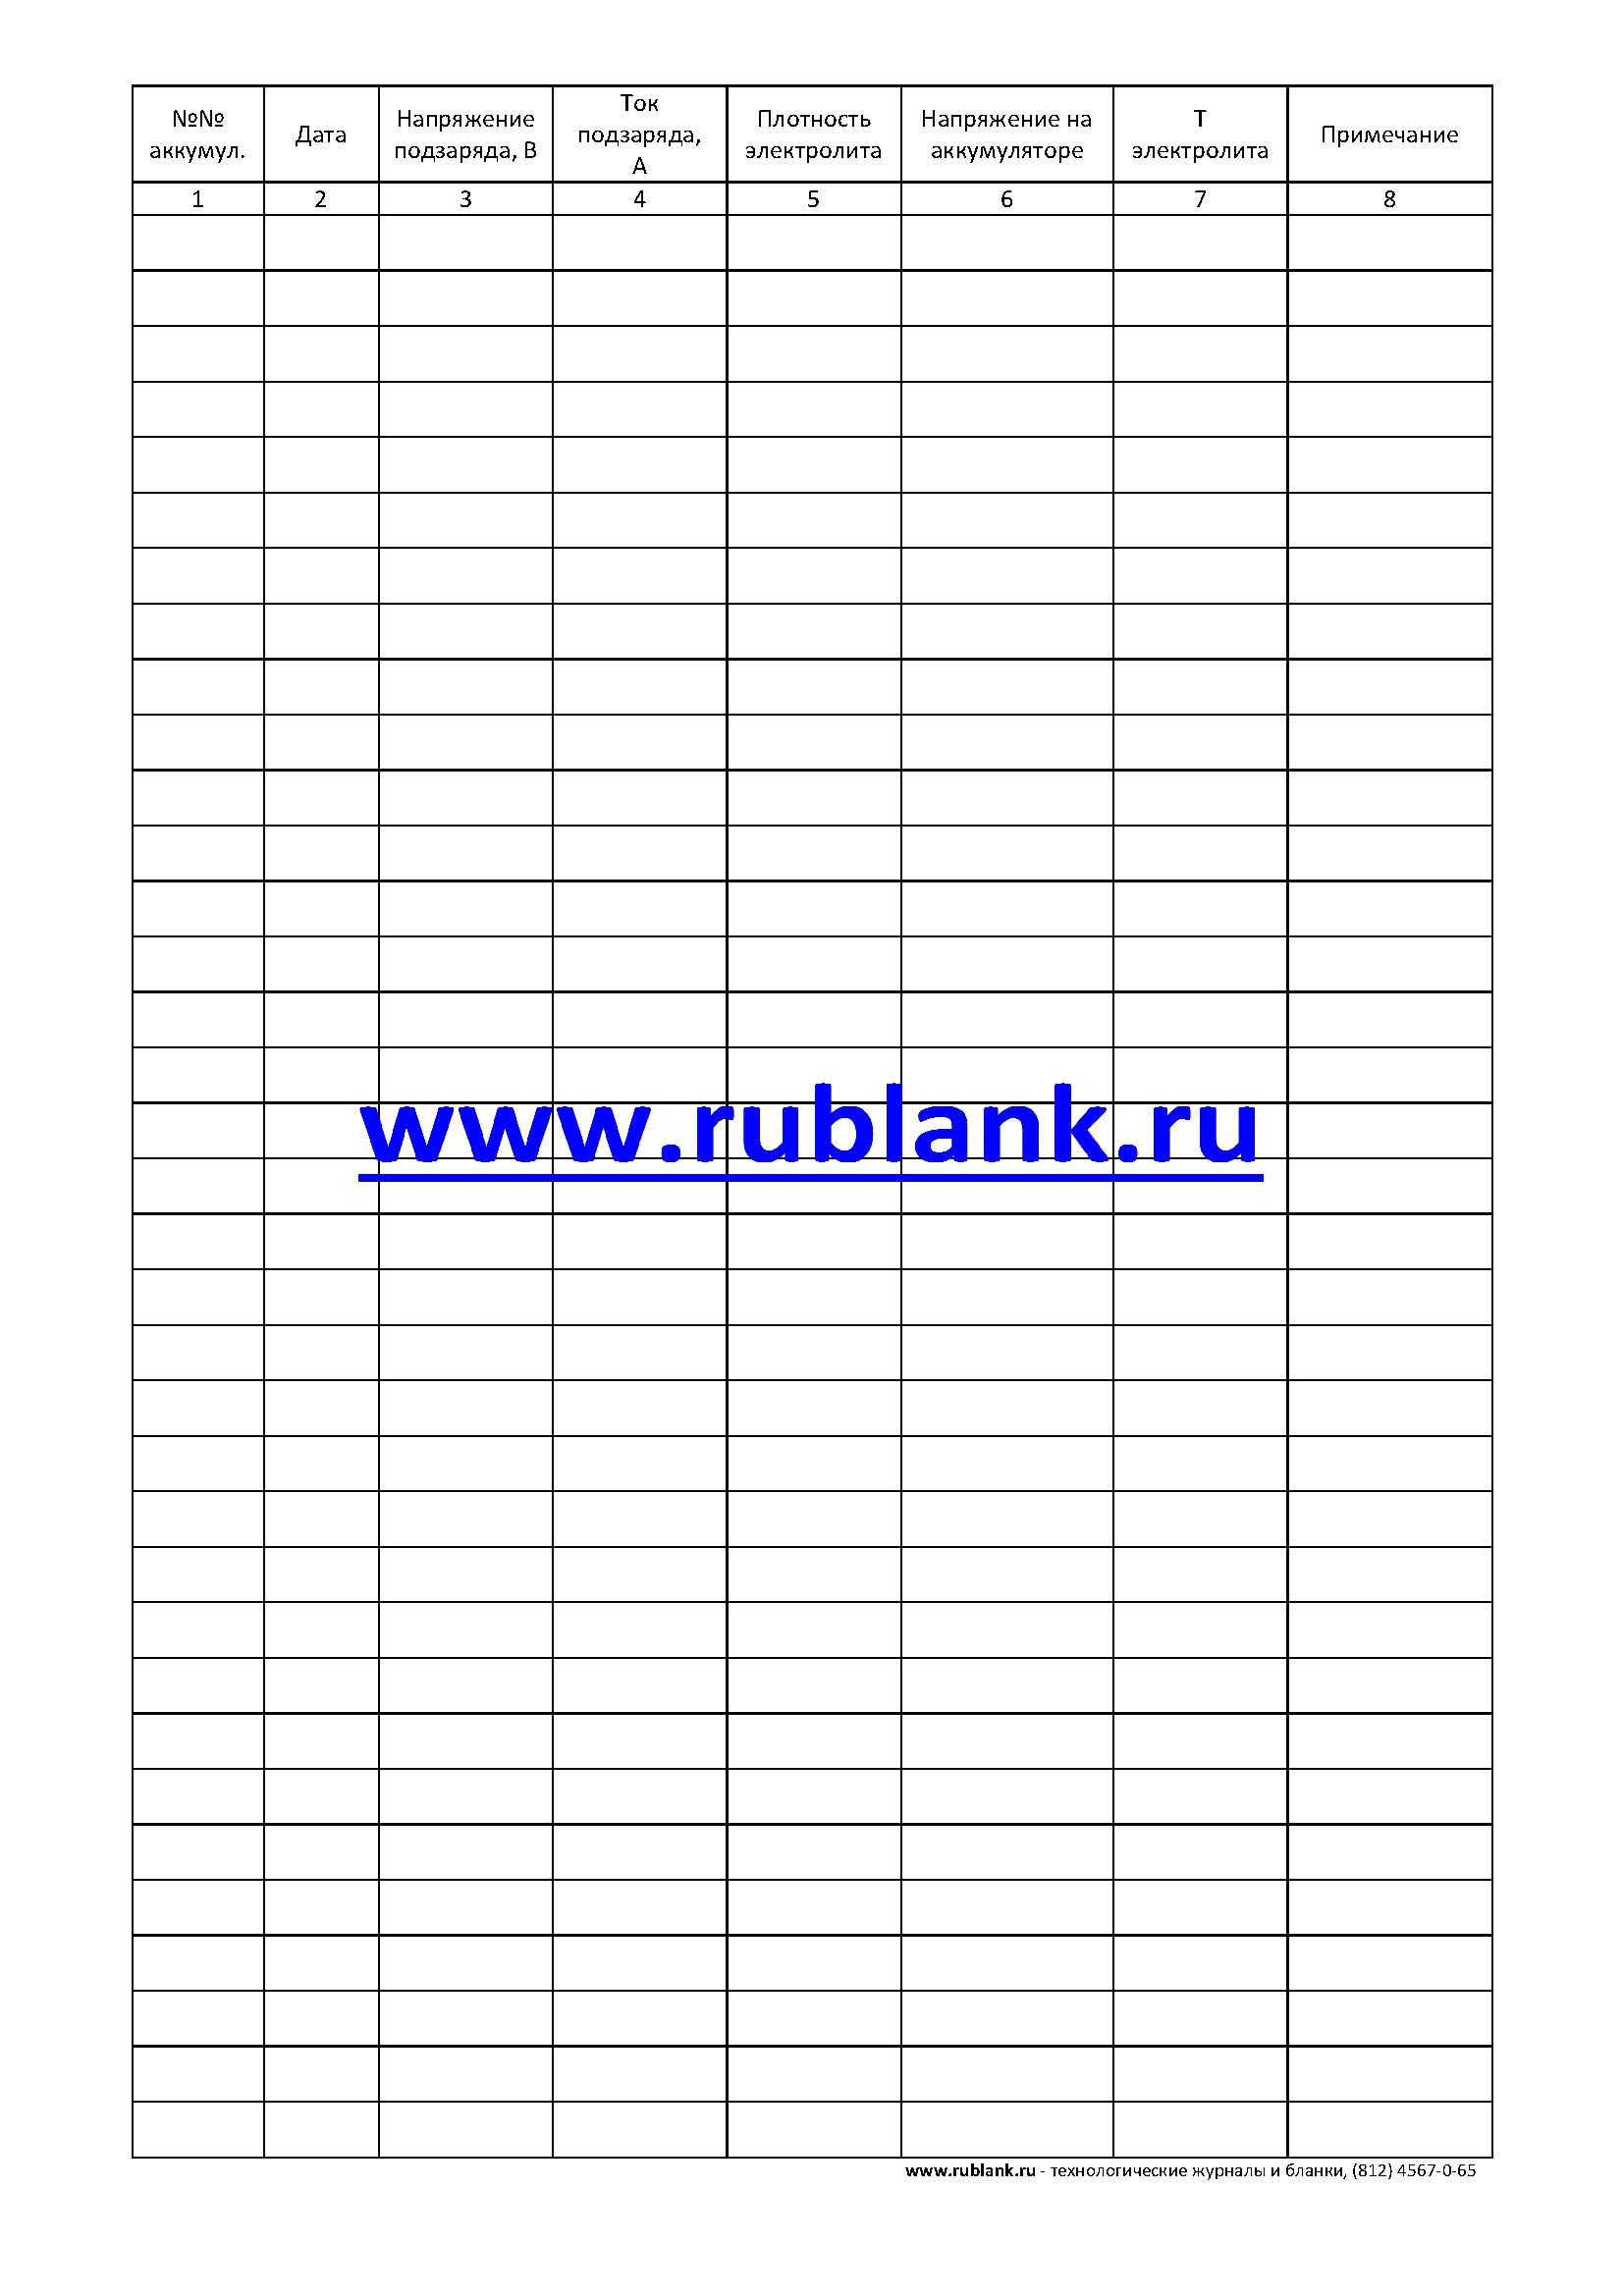 №№
аккумул.
Дата
Напряжение
подзаряда, В
Ток
подзаряда,
А
Плотность
электролита
Напряжение на
аккумуляторе
Т
электролита
Примечание
1 2 3 4 5 6 7 8
www.rublank.ru
www.rublank.ru - технологические журналы и бланки, (812) 4567-0-65